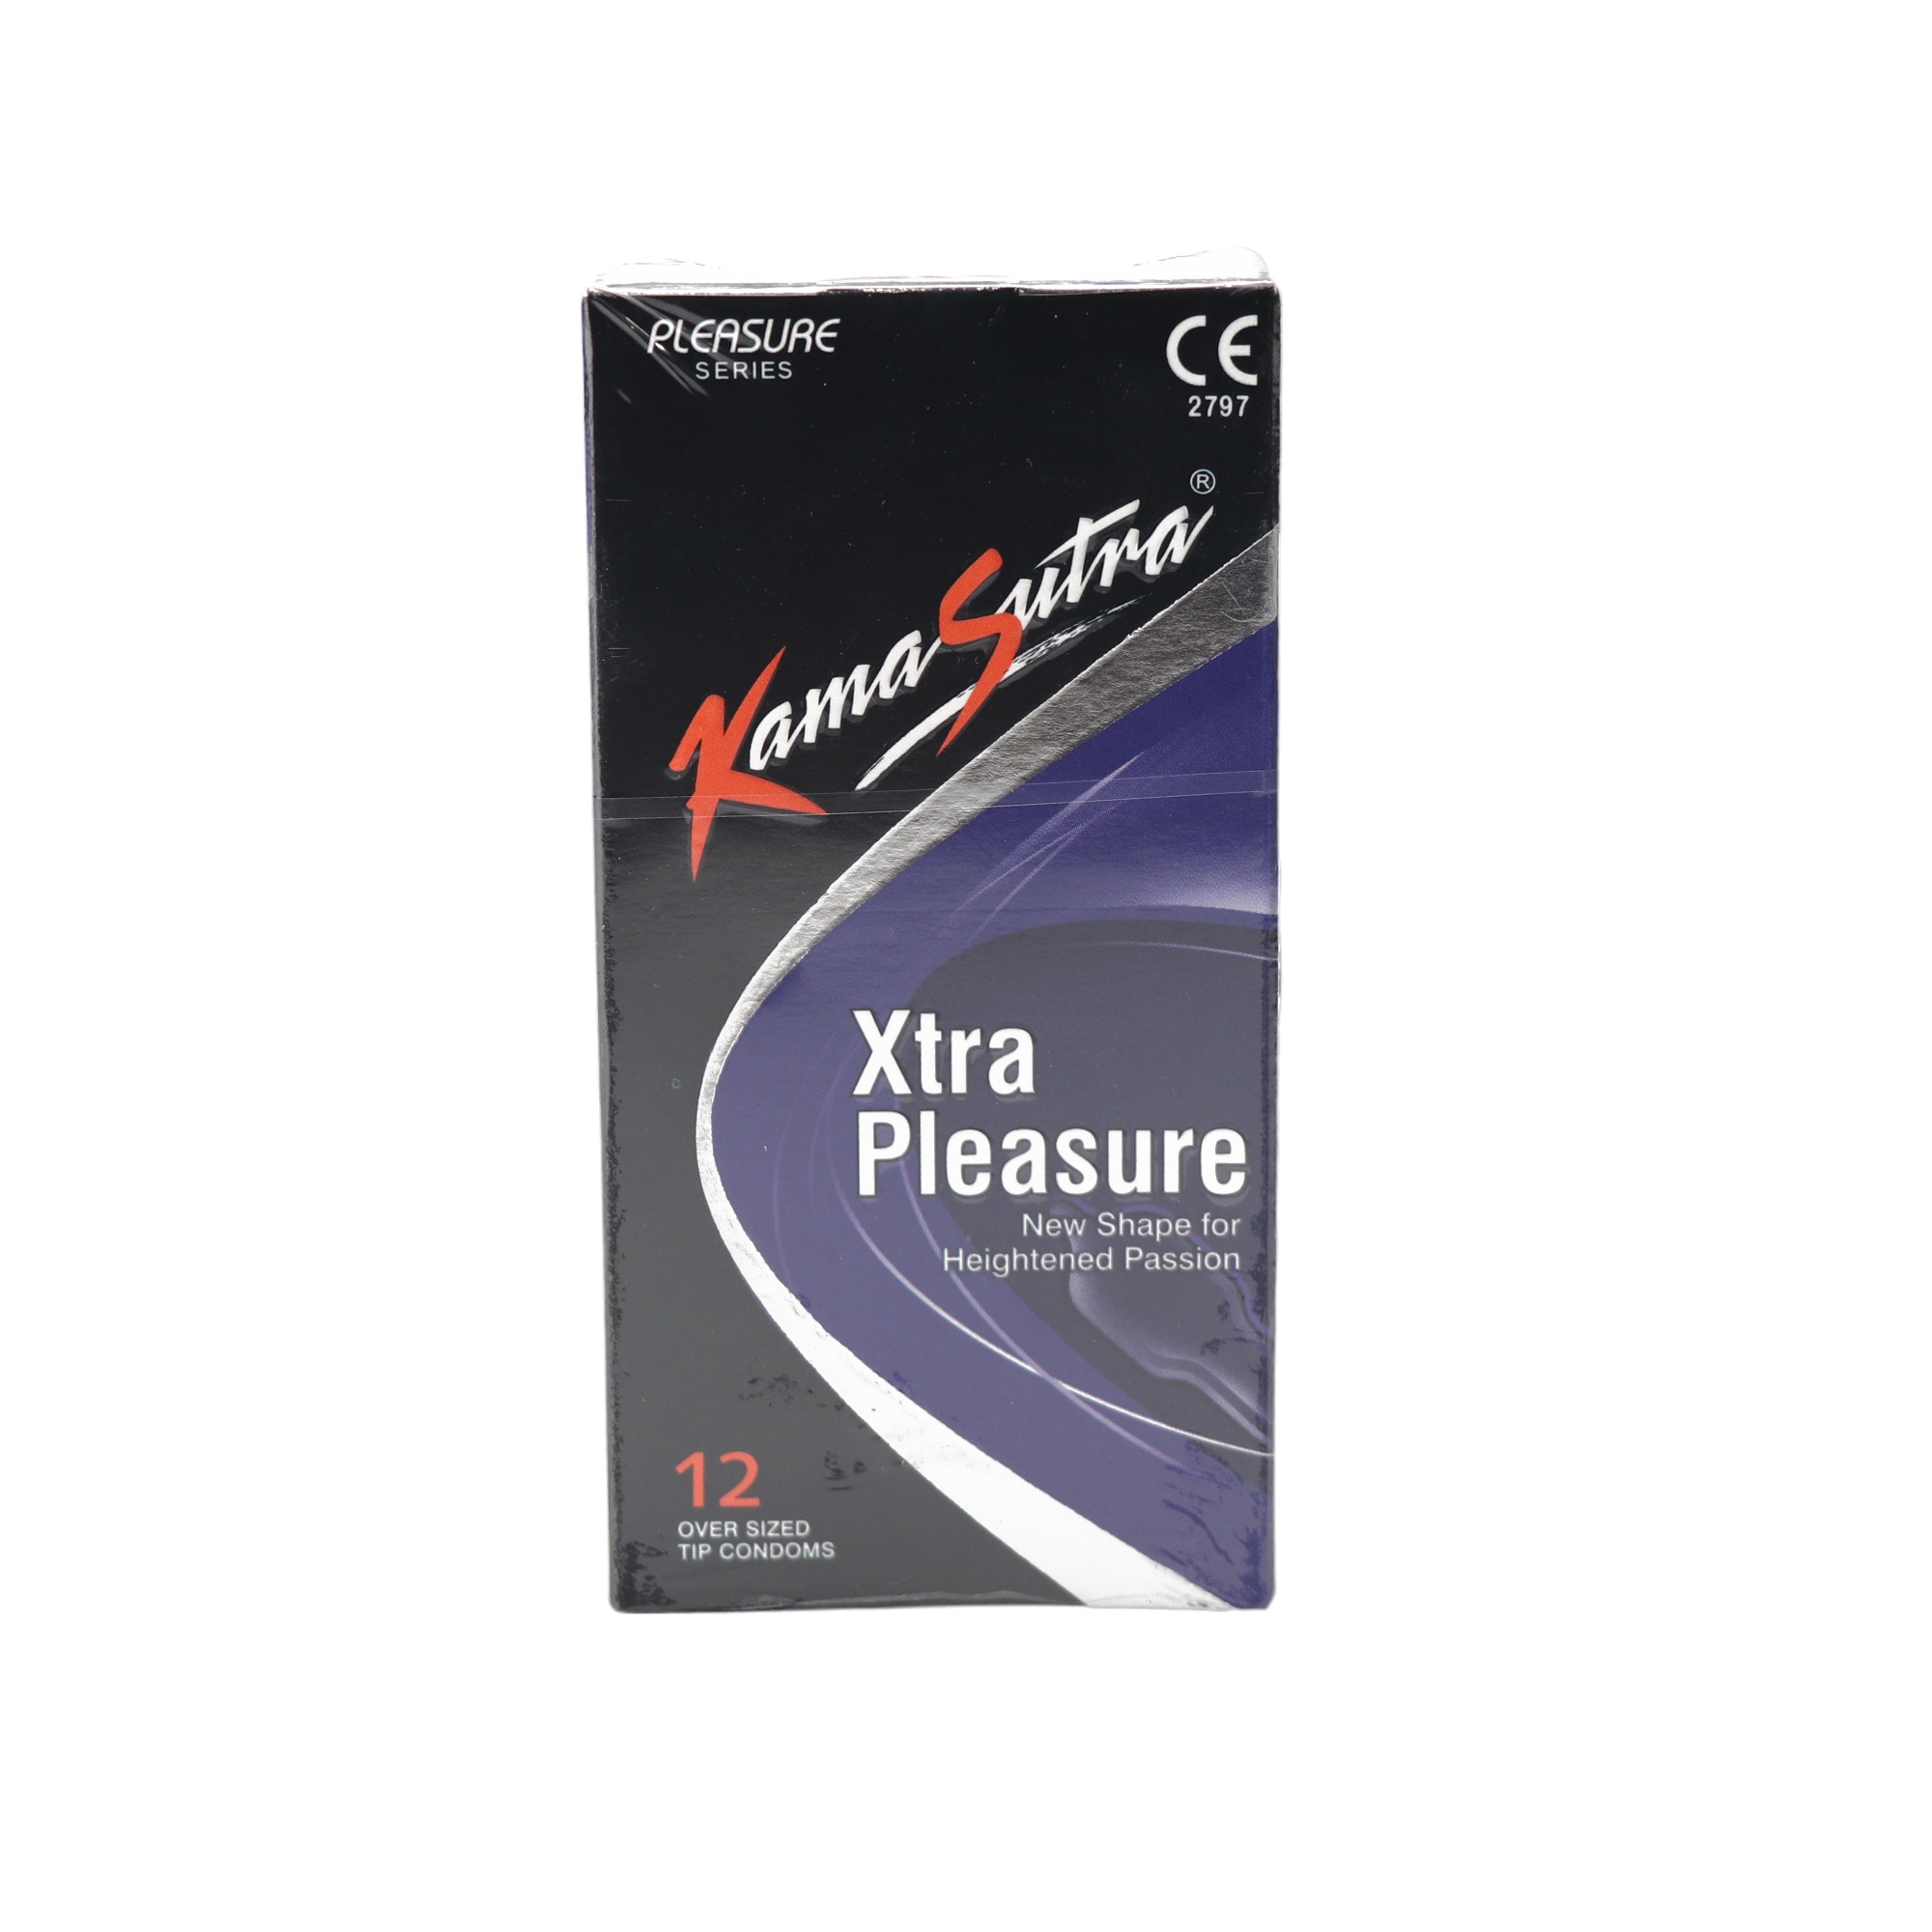 PLEASURE
SERIES
CE
2797
KamaSutra®
Xtra
Pleasure
New Shape for
Heightened Passion
12
OVER SIZED
TIP CONDOMS